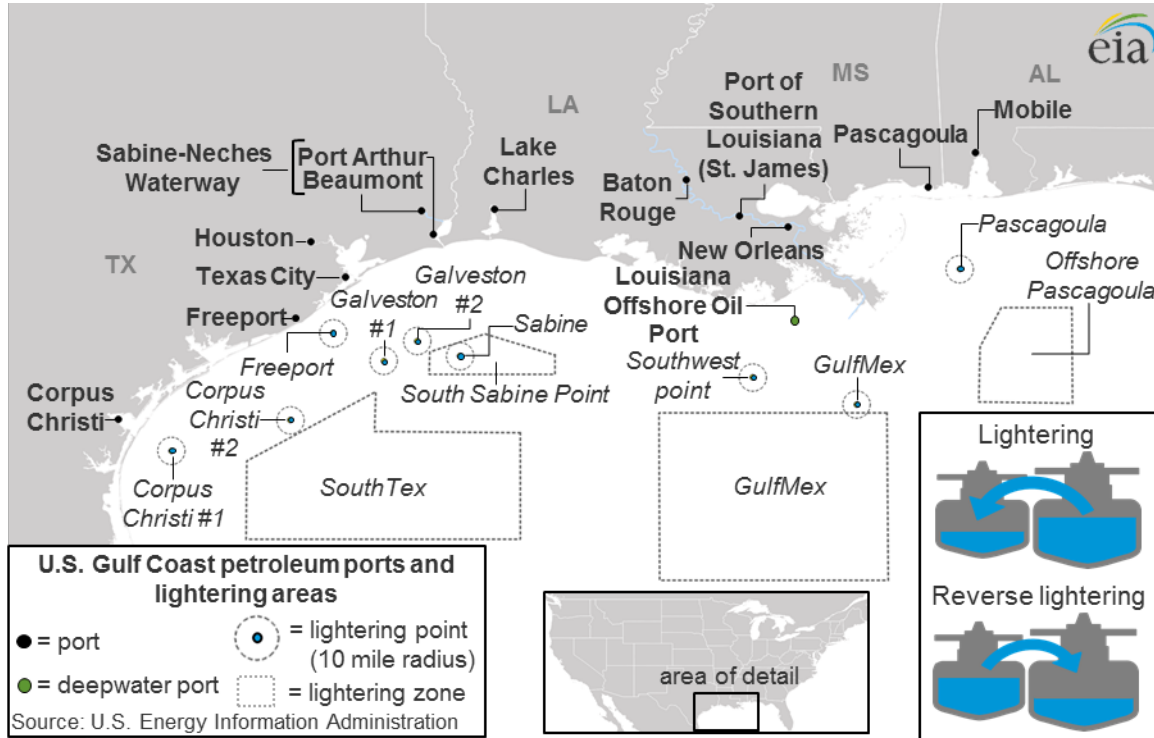 eia
MS
AL
LA
TX
Port of
Southern
Louisiana
(St. James)
Pascagoula
Mobile
Sabine-Neches
Waterway
Port Arthur
Beaumont
Lake
Charles
Baton
Rouge
New Orleans
Houston
Texas City
Freeport
Corpus
Christi
Louisiana
Offshore Oil
Port
Pascagoula
Offshore
Pascagoula
Galveston
#1
Galveston
#2
Sabine
Freeport
South Sabine Point
Southwest
point
GulfMex
Corpus
Christi
#2
Corpus
Christi #1
SouthTex
GulfMex
Lightering
Reverse lightering
U.S. Gulf Coast petroleum ports and
lightering areas
= port
= lightering point
(10 mile radius)
= deepwater port
= lightering zone
Source: U.S. Energy Information Administration
area of detail